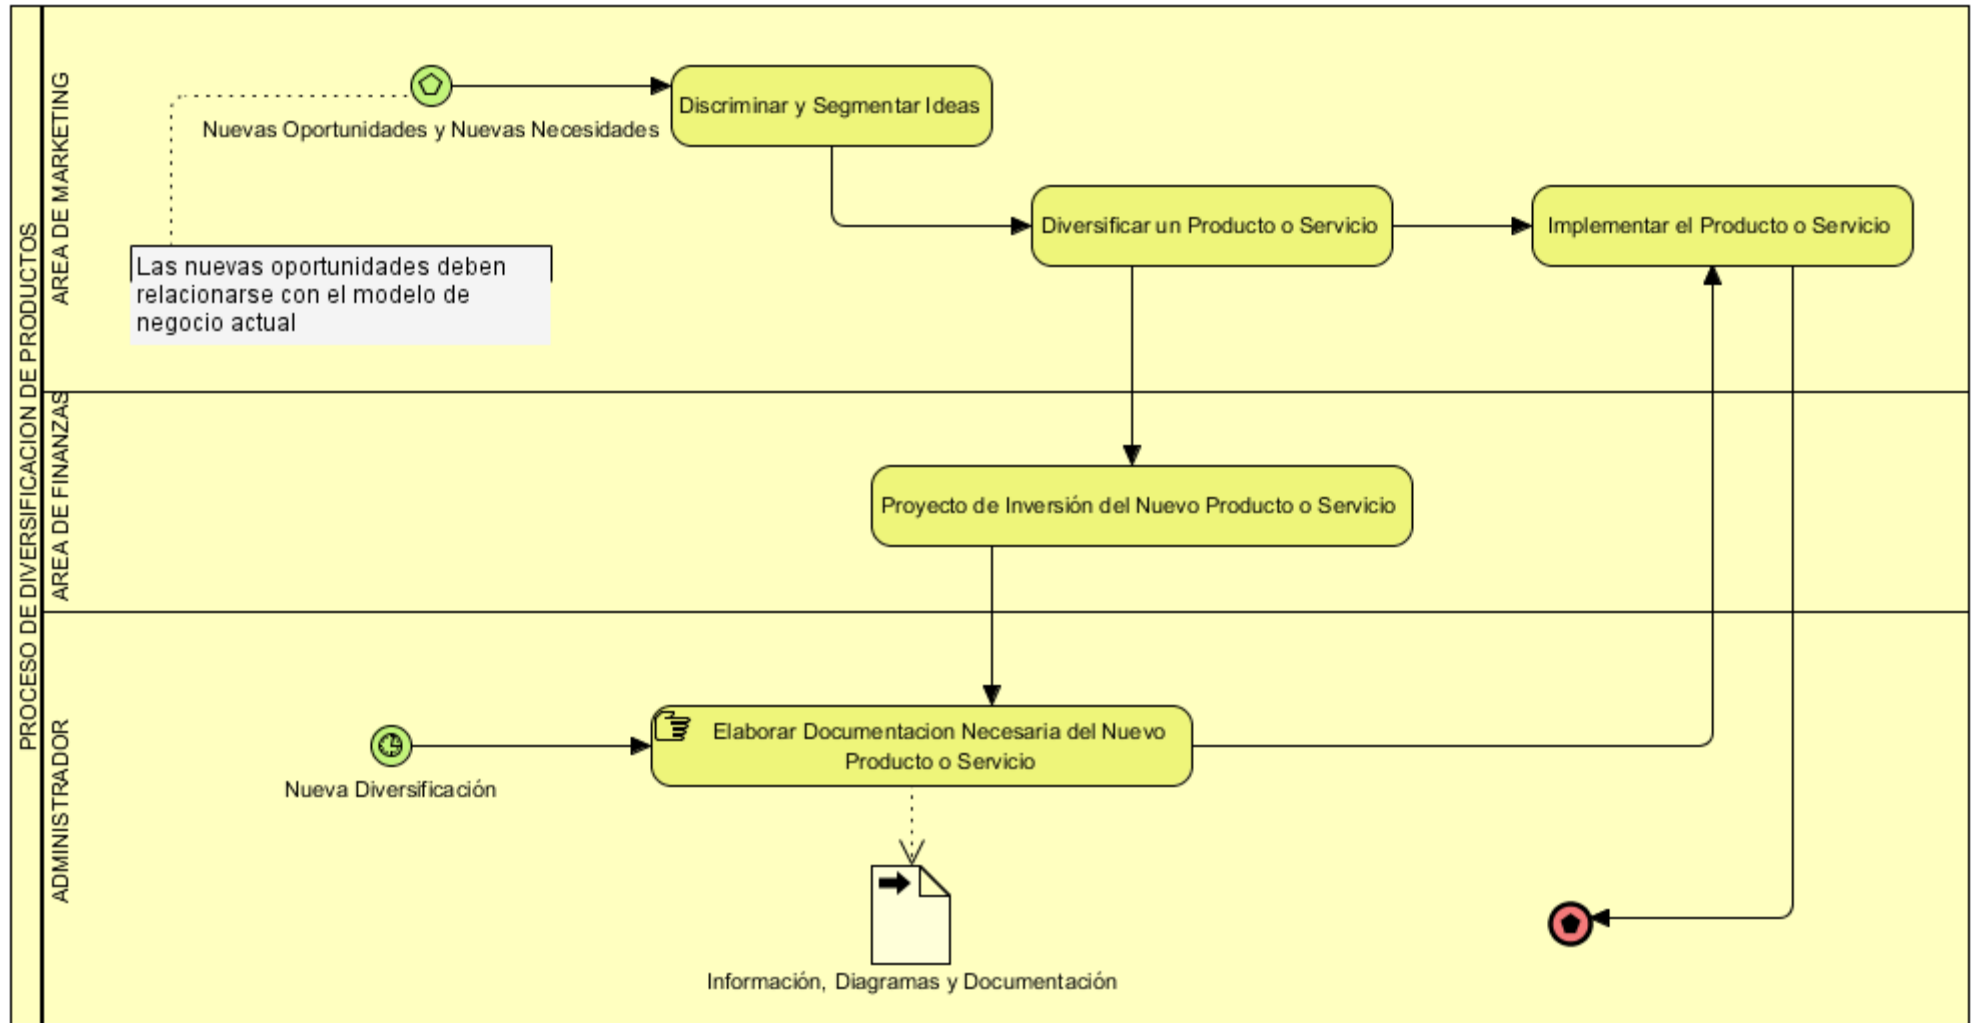 PROCESO DE DIVERSIFICACION DE PRODUCTOS
AREA DE MARKETING
Nuevas Oportunidades y Nuevas Necesidades
Discriminar y Segmentar Ideas
Diversificar un Producto o Servicio
Implementar el Producto o Servicio
Las nuevas oportunidades deben
relacionarse con el modelo de
negocio actual
AREA DE FINANZAS
Proyecto de Inversión del Nuevo Producto o Servicio
ADMINISTRADOR
Nueva Diversificación
Elaborar Documentacion Necesaria del Nuevo
Producto o Servicio
Información, Diagramas y Documentación